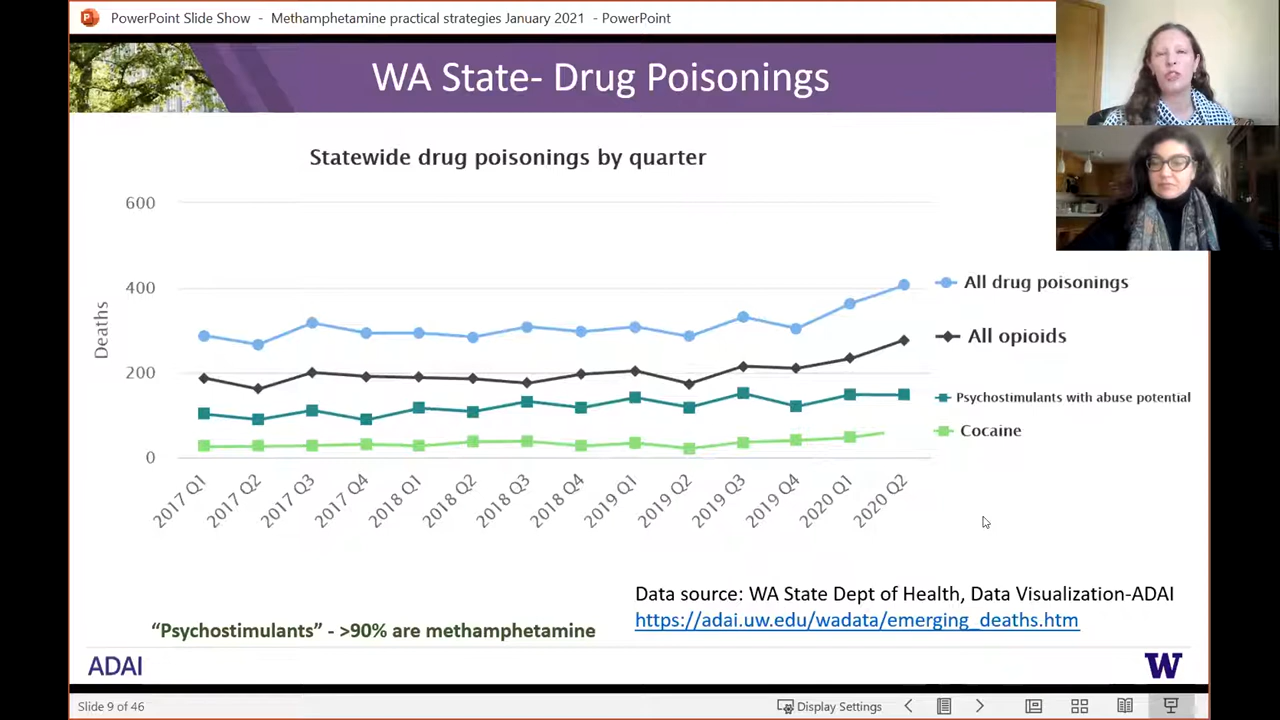 PowerPoint Slide Show - Methamphetamine practical strategies January 2021 - PowerPoint
WA State- Drug Poisonings
Statewide drug poisonings by quarter
Deaths
600
400
200
0
2017 Q1
2017 Q2
2017 Q3
2017 Q4
2018 Q1
2018 Q2
2018 Q3
2018 Q4
2019 Q1
2019 Q2
2019 Q3
2019 Q4
2020 Q1
2020 Q2
All drug poisonings
All opioids
Psychostimulants with abuse potential
Cocaine
Data source: WA State Dept of Health, Data Visualization-ADAI
https://adai.uw.edu/wadata/emerging_deaths.htm
“Psychostimulants” - >90% are methamphetamine
ADAI
W
Slide 9 of 46
Display Settings